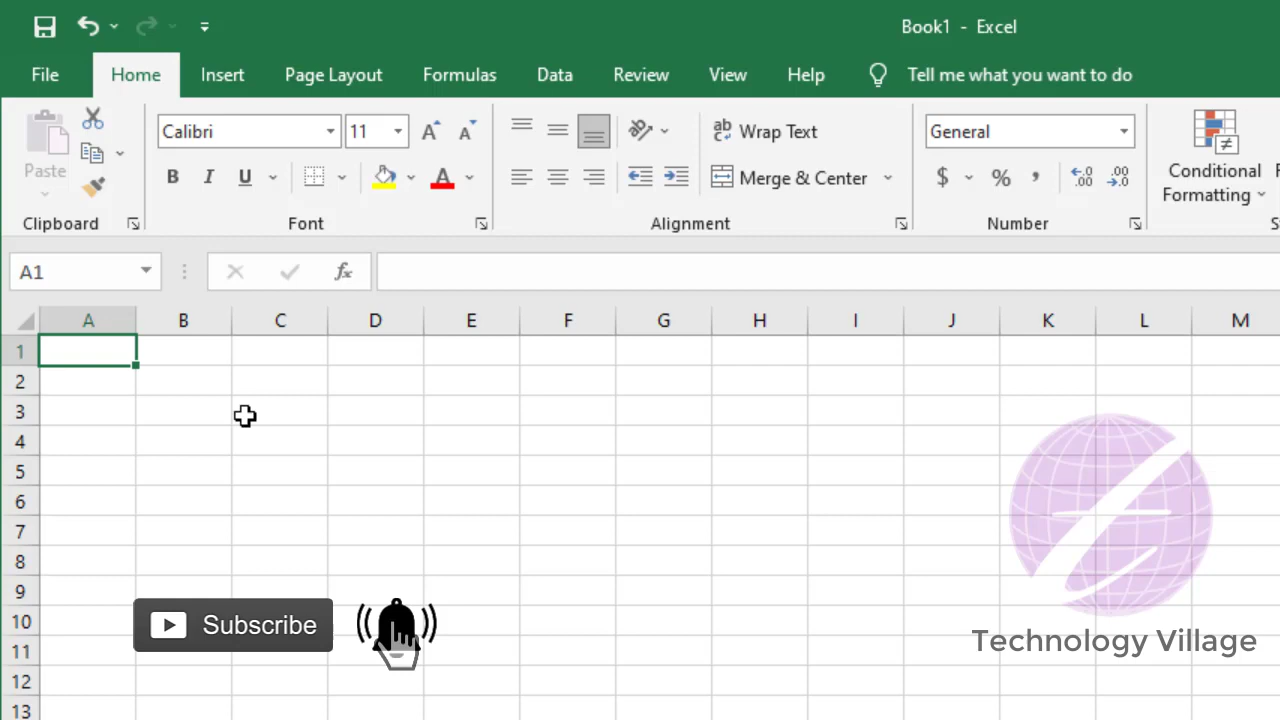 Book1 - Excel
File Home Insert Page Layout Formulas Data Review View Help Tell me what you want to do
Calibri 11 ab Wrap Text General
Paste B I U A Merge & Center $ % , Conditional
Formatting
Clipboard Font Alignment Number
A1 fx
A B C D E F G H I J K L M
1
2
3
4
5
6
7
8
9
10
11
12
13
Subscribe
Technology Village